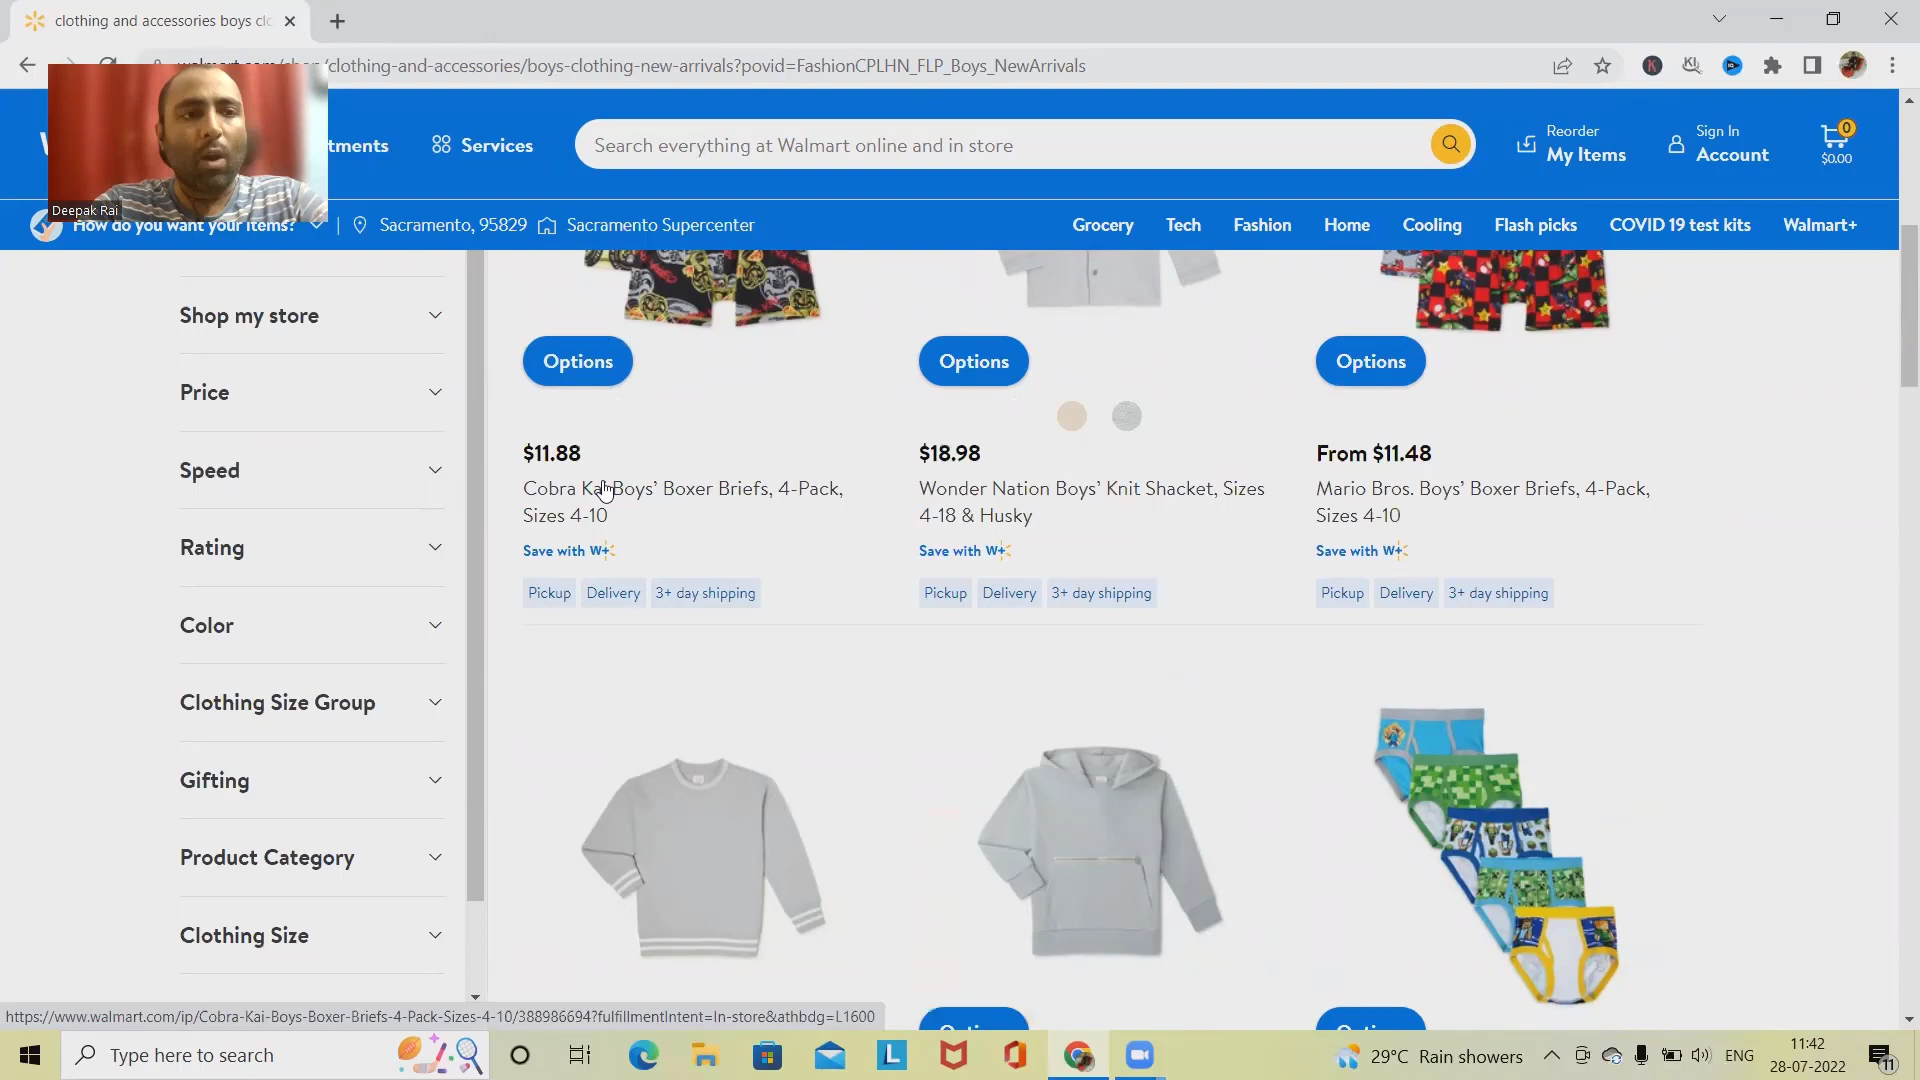 clothing and accessories boys clo
/clothing-and-accessories/boys-clothing-new-arrivals?povid=FashionCPLHN_FLP_Boys_NewArrivals
tments
Services
Search everything at Walmart online and in store
Reorder
My Items
Sign In
Account
0
$0.00
Deepak Rai
How do you want your items?
Sacramento, 95829
Sacramento Supercenter
Grocery
Tech
Fashion
Home
Cooling
Flash picks
COVID 19 test kits
Walmart+
Shop my store
Price
Speed
Rating
Color
Clothing Size Group
Gifting
Product Category
Clothing Size
Options
$11.88
Cobra Kai Boys’ Boxer Briefs, 4-Pack,
Sizes 4-10
Save with W+
Pickup
Delivery
3+ day shipping
Options
$18.98
Wonder Nation Boys’ Knit Shacket, Sizes
4-18 & Husky
Save with W+
Pickup
Delivery
3+ day shipping
Options
From $11.48
Mario Bros. Boys’ Boxer Briefs, 4-Pack,
Sizes 4-10
Save with W+
Pickup
Delivery
3+ day shipping
https://www.walmart.com/ip/Cobra-Kai-Boys-Boxer-Briefs-4-Pack-Sizes-4-10/388986694?fulfillmentIntent=In-store&athbdg=L1600
Type here to search
29°C Rain showers
ENG
11:42
28-07-2022
11